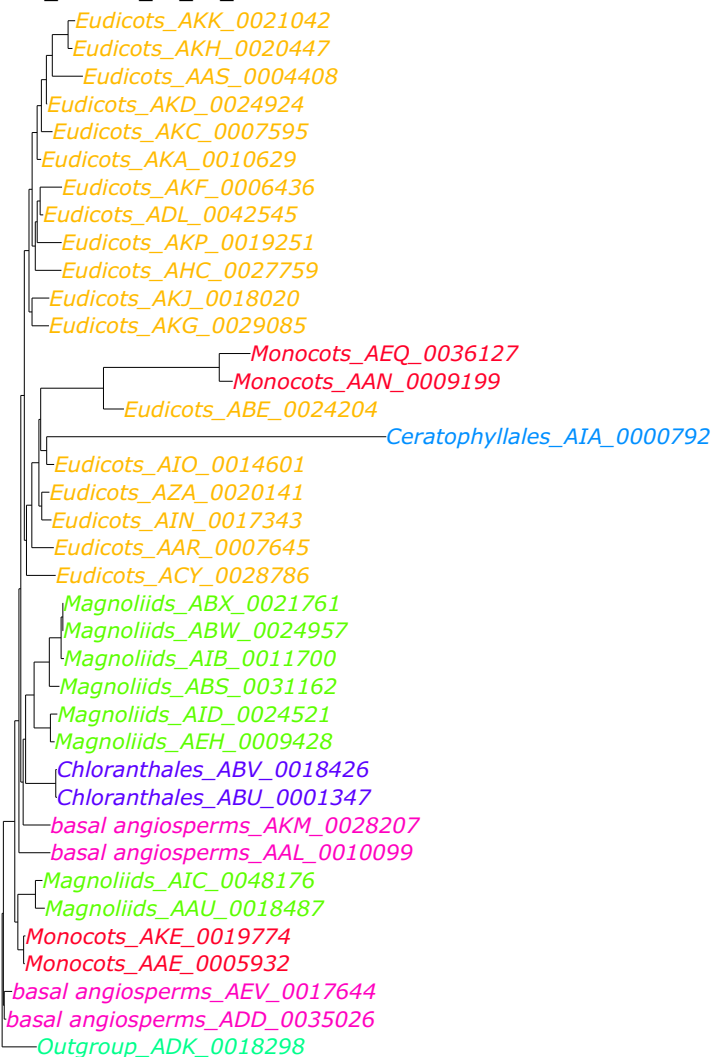 Eudicots_AKK_0021042
Eudicots_AKH_0020447
Eudicots_AAS_0004408
Eudicots_AKD_0024924
Eudicots_AKC_0007595
Eudicots_AKA_0010629
Eudicots_AKF_0006436
Eudicots_ADL_0042545
Eudicots_AKP_0019251
Eudicots_AHC_0027759
Eudicots_AKJ_0018020
Eudicots_AKG_0029085
Monocots_AEQ_0036127
Monocots_AAN_0009199
Eudicots_ABE_0024204
Ceratophyllales_AIA_0000792
Eudicots_AIO_0014601
Eudicots_AZA_0020141
Eudicots_AIN_0017343
Eudicots_AAR_0007645
Eudicots_ACY_0028786
Magnoliids_ABX_0021761
Magnoliids_ABW_0024957
Magnoliids_AIB_0011700
Magnoliids_ABS_0031162
Magnoliids_AID_0024521
Magnoliids_AEH_0009428
Chloranthales_ABV_0018426
Chloranthales_ABU_0001347
basal angiosperms_AKM_0028207
basal angiosperms_AAL_0010099
Magnoliids_AIC_0048176
Magnoliids_AAU_0018487
Monocots_AKE_0019774
Monocots_AAE_0005932
basal angiosperms_AEV_0017644
basal angiosperms_ADD_0035026
Outgroup_ADK_0018298